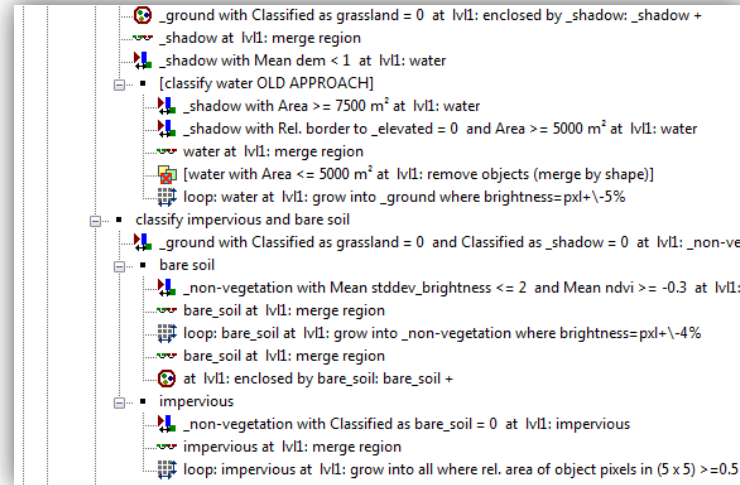 _ground with Classified as grassland = 0 at lvl1: enclosed by _shadow: _shadow +
_shadow at lvl1: merge region
_shadow with Mean dem < 1 at lvl1: water
[classify water OLD APPROACH]
_shadow with Area >= 7500 m² at lvl1: water
_shadow with Rel. border to _elevated = 0 and Area >= 5000 m² at lvl1: water
water at lvl1: merge region
[water with Area <= 5000 m² at lvl1: remove objects (merge by shape)]
loop: water at lvl1: grow into _ground where brightness=pxl+\-5%
classify impervious and bare soil
_ground with Classified as grassland = 0 and Classified as _shadow = 0 at lvl1: _non-ve
bare soil
_non-vegetation with Mean stddev_brightness <= 2 and Mean ndvi >= -0.3 at lvl1:
bare_soil at lvl1: merge region
loop: bare_soil at lvl1: grow into _non-vegetation where brightness=pxl+\-4%
bare_soil at lvl1: merge region
at lvl1: enclosed by bare_soil: bare_soil +
impervious
_non-vegetation with Classified as bare_soil = 0 at lvl1: impervious
impervious at lvl1: merge region
loop: impervious at lvl1: grow into all where rel. area of object pixels in (5 x 5) >=0.5